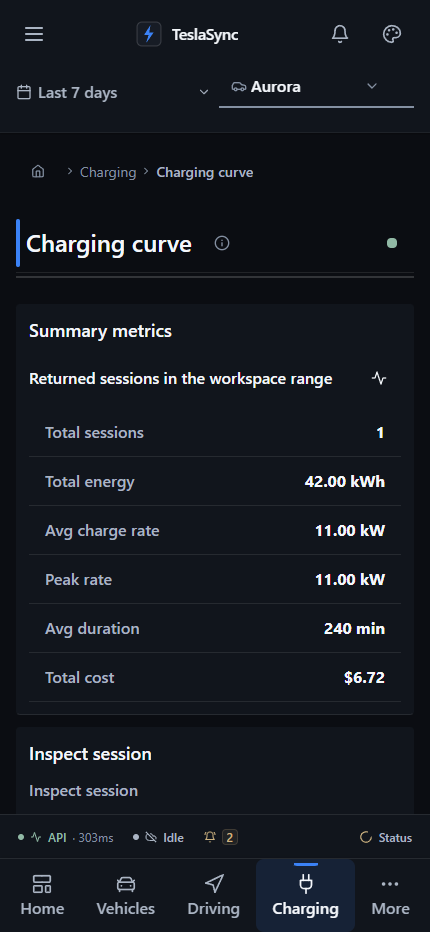 TeslaSync
Last 7 days
Aurora
Charging
Charging curve
Charging curve
Summary metrics
Returned sessions in the workspace range
Total sessions 1
Total energy 42.00 kWh
Avg charge rate 11.00 kW
Peak rate 11.00 kW
Avg duration 240 min
Total cost $6.72
Inspect session
Inspect session
API · 303ms Idle 2 Status
Home Vehicles Driving Charging More